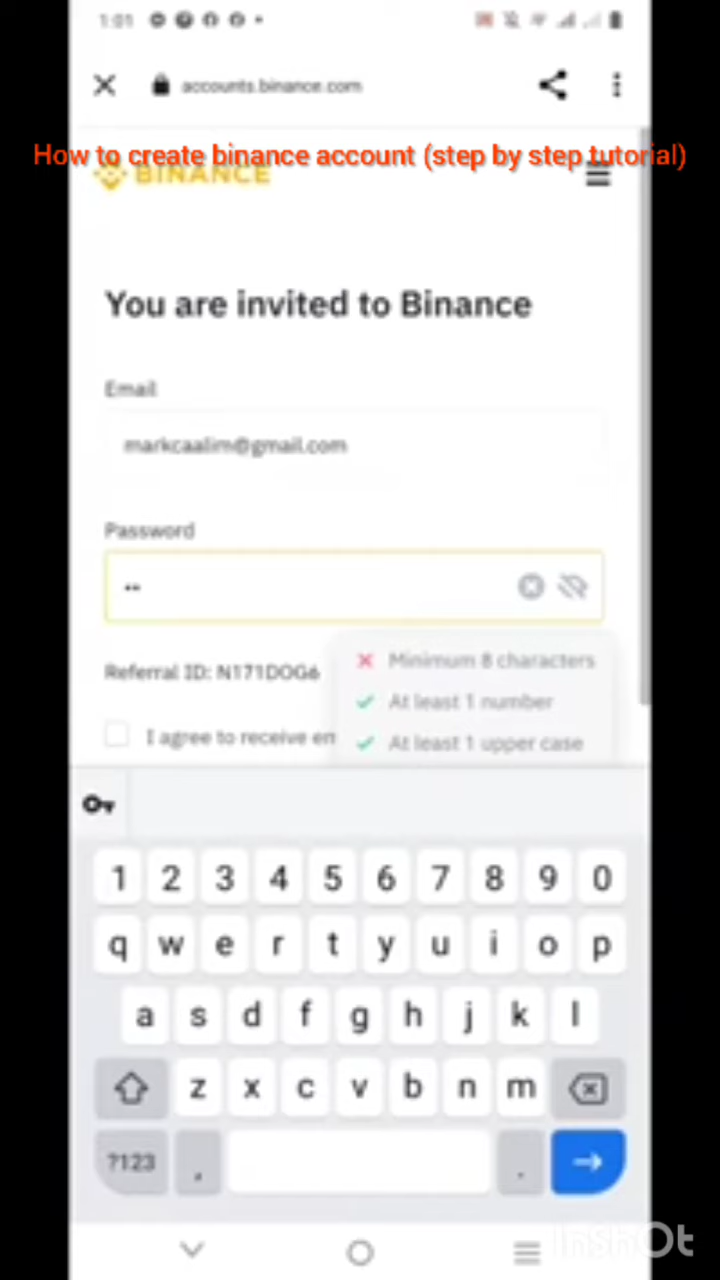 1:01
accounts.binance.com
How to create binance account (step by step tutorial)
BINANCE
You are invited to Binance
Email
markcaalim@gmail.com
Password
Referral ID: N171DOG6
Minimum 8 characters
At least 1 number
I agree to receive em
At least 1 upper case
1 2 3 4 5 6 7 8 9 0
q w e r t y u i o p
a s d f g h j k l
z x c v b n m
?123 , .
InShOt